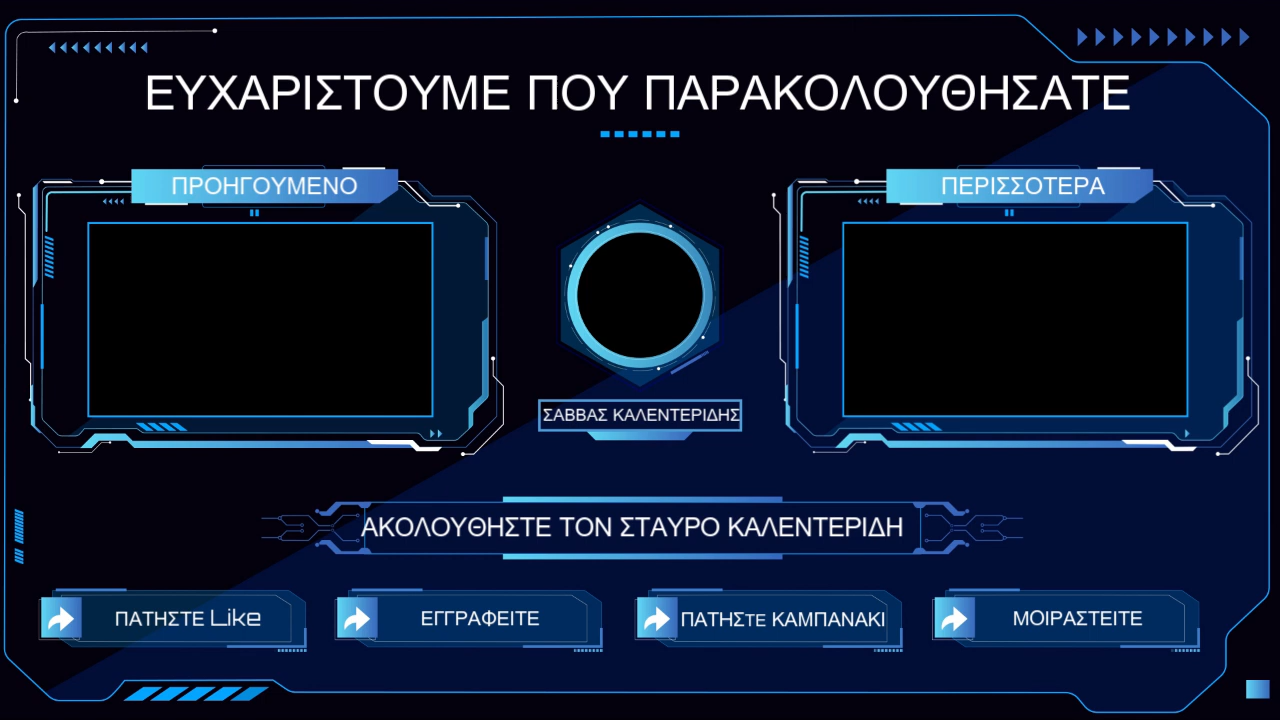 ΕΥΧΑΡΙΣΤΟΥΜΕ ΠΟΥ ΠΑΡΑΚΟΛΟΥΘΗΣΑΤΕ
ΠΡΟΗΓΟΥΜΕΝΟ
ΠΕΡΙΣΣΟΤΕΡΑ
ΣΑΒΒΑΣ ΚΑΛΕΝΤΕΡΙΔΗΣ
ΑΚΟΛΟΥΘΗΣΤΕ ΤΟΝ ΣΤΑΥΡΟ ΚΑΛΕΝΤΕΡΙΔΗ
ΠΑΤΗΣΤΕ Like
ΕΓΓΡΑΦΕΙΤΕ
ΠΑΤΗΣτΕ ΚΑΜΠΑΝΑΚΙ
ΜΟΙΡΑΣΤΕΙΤΕ